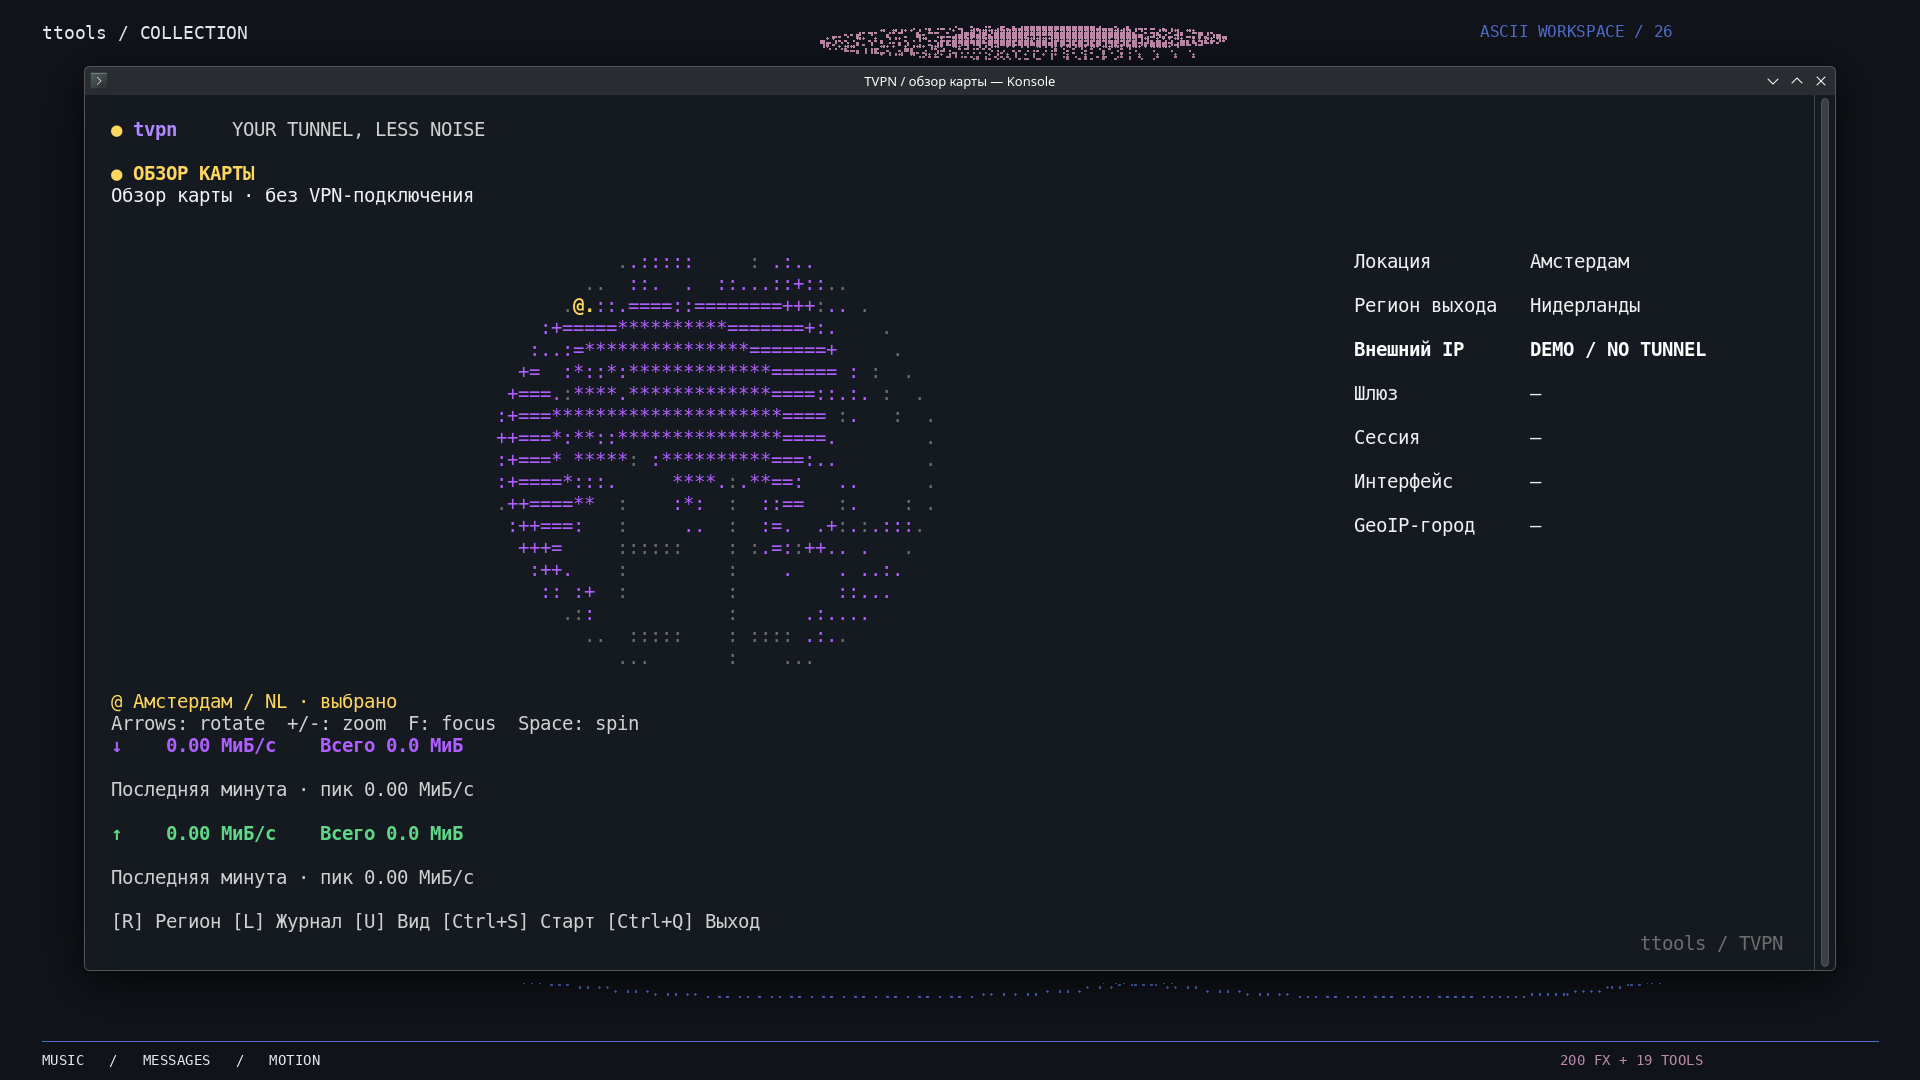 ttools / COLLECTION
ASCII WORKSPACE / 26
TVPN / обзор карты — Konsole
● tvpn YOUR TUNNEL, LESS NOISE
● ОБЗОР КАРТЫ
Обзор карты · без VPN-подключения
Локация Амстердам
Регион выхода Нидерланды
Внешний IP DEMO / NO TUNNEL
Шлюз —
Сессия —
Интерфейс —
GeoIP-город —
@ Амстердам / NL · выбрано
Arrows: rotate +/-: zoom F: focus Space: spin
↓ 0.00 МиБ/с Всего 0.0 МиБ
Последняя минута · пик 0.00 МиБ/с
↑ 0.00 МиБ/с Всего 0.0 МиБ
Последняя минута · пик 0.00 МиБ/с
[R] Регион [L] Журнал [U] Вид [Ctrl+S] Старт [Ctrl+Q] Выход
ttools / TVPN
MUSIC / MESSAGES / MOTION
200 FX + 19 TOOLS